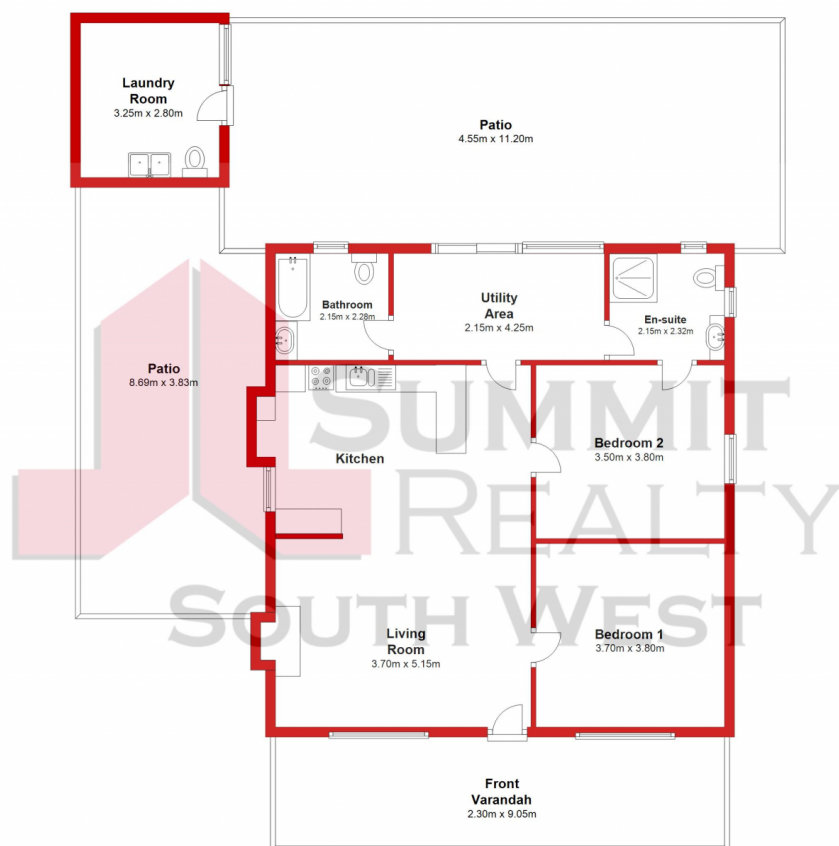 Laundry
Room
3.25m x 2.80m
Patio
4.55m x 11.20m
Bathroom
2.15m x 2.28m
Utility
Area
2.15m x 4.25m
En-suite
2.15m x 2.32m
Patio
8.69m x 3.83m
SUMMIT
REALTY
SOUTH WEST
Kitchen
Bedroom 2
3.50m x 3.80m
Living
Room
3.70m x 5.15m
Bedroom 1
3.70m x 3.80m
Front
Varandah
2.30m x 9.05m